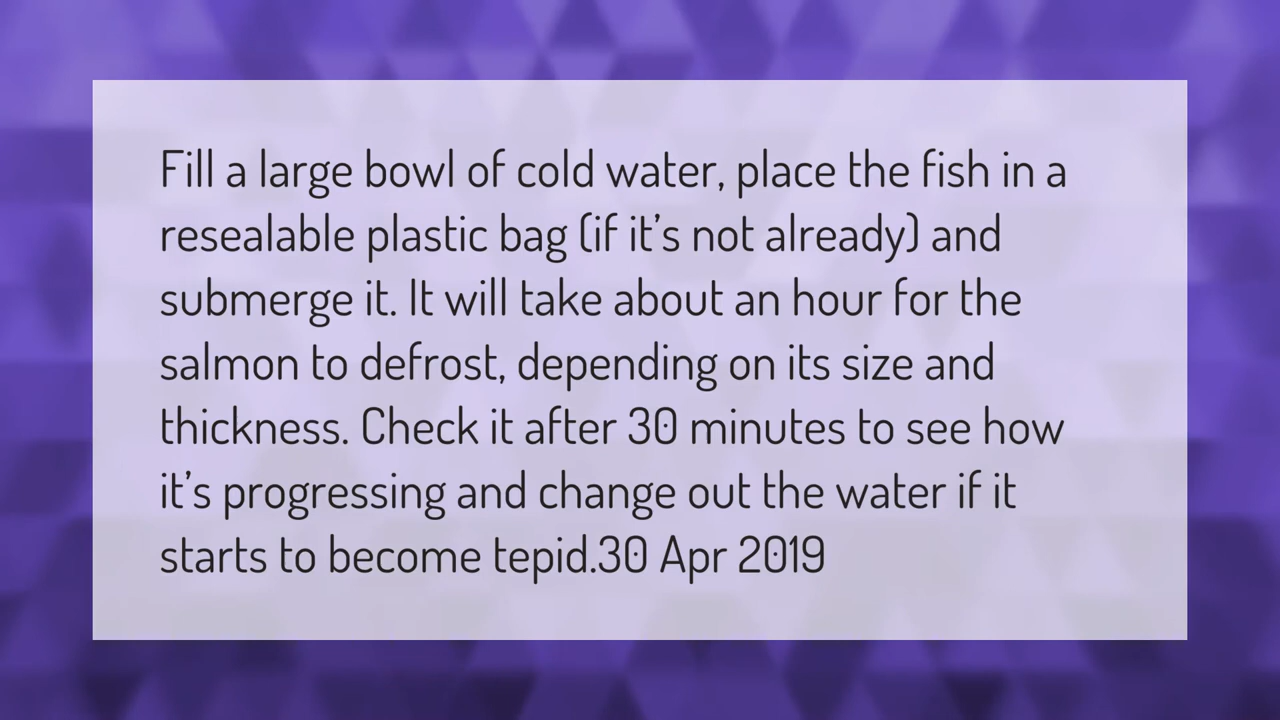 Fill a large bowl of cold water, place the fish in a
resealable plastic bag (if it’s not already) and
submerge it. It will take about an hour for the
salmon to defrost, depending on its size and
thickness. Check it after 30 minutes to see how
it’s progressing and change out the water if it
starts to become tepid.30 Apr 2019